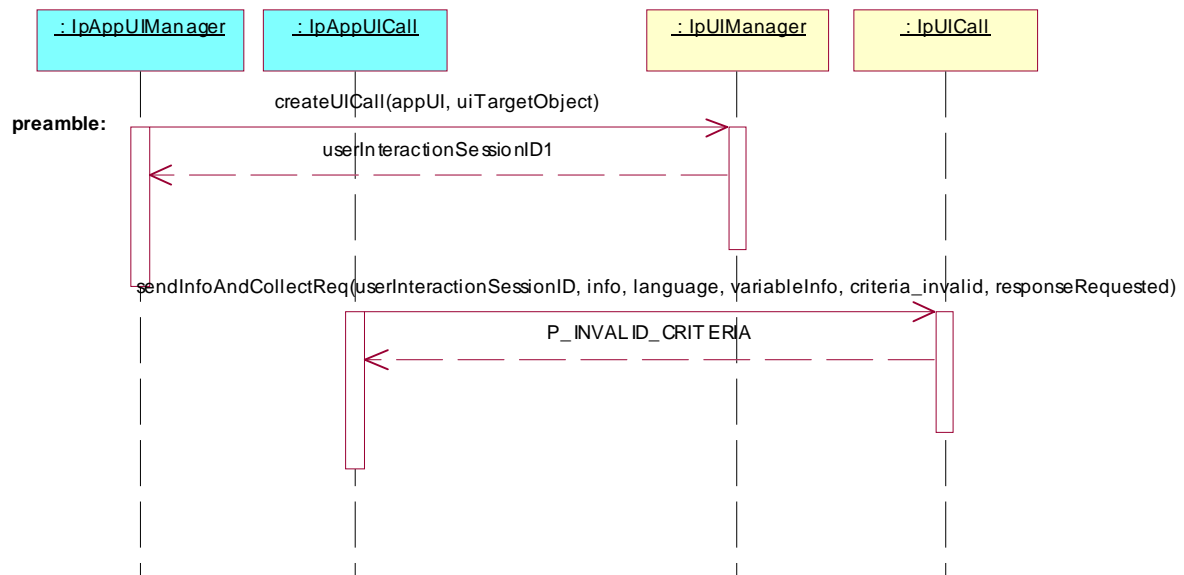 : IpAppUIManager
: IpAppUICall
: IpUIManager
: IpUICall
createUICall(appUI, uiTargetObject)
preamble:
userInteractionSessionID1
sendInfoAndCollectReq(userInteractionSessionID, info, language, variableInfo, criteria_invalid, responseRequested)
P_INVALID_CRITERIA